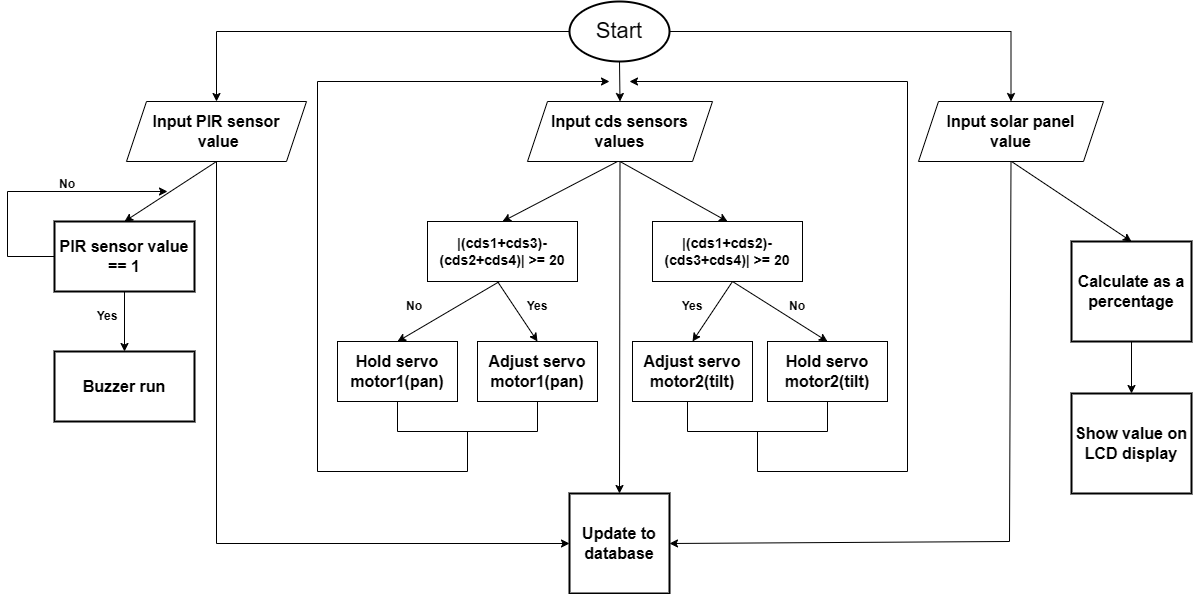 Start
Input PIR sensor
value
Input cds sensors
values
Input solar panel
value
No
PIR sensor value
== 1
Yes
Buzzer run
|(cds1+cds3)-
(cds2+cds4)| >= 20
No
Yes
Hold servo
motor1(pan)
Adjust servo
motor1(pan)
|(cds1+cds2)-
(cds3+cds4)| >= 20
Yes
No
Adjust servo
motor2(tilt)
Hold servo
motor2(tilt)
Calculate as a
percentage
Show value on
LCD display
Update to
database